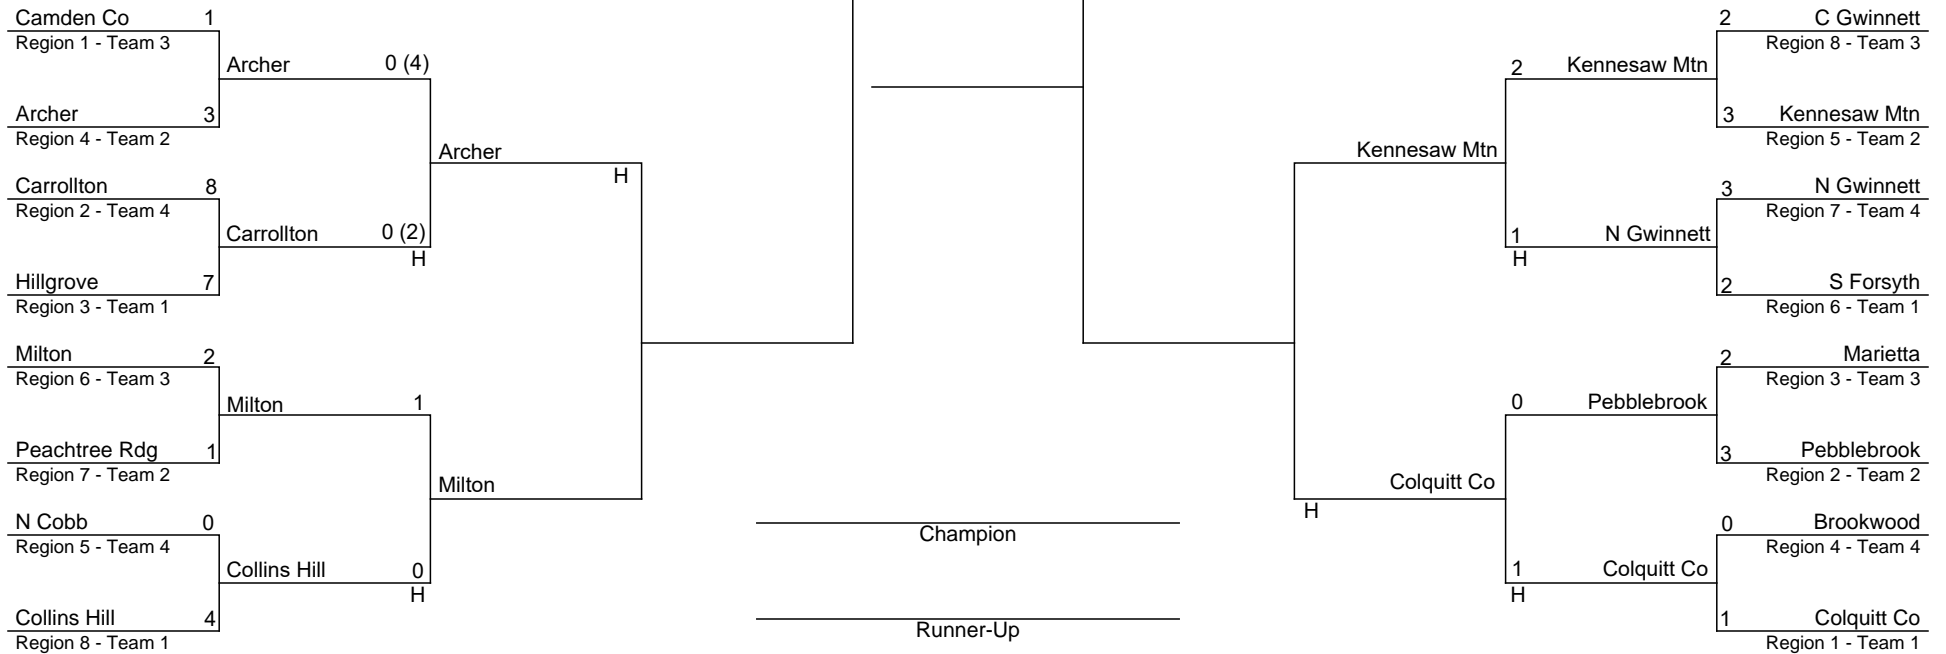 Camden Co 1
Region 1 - Team 3
Archer 0 (4)
Archer 3
Region 4 - Team 2
Archer
H
Carrollton 8
Region 2 - Team 4
Carrollton 0 (2)
H
Hillgrove 7
Region 3 - Team 1
Milton 2
Region 6 - Team 3
Milton 1
Peachtree Rdg 1
Region 7 - Team 2
Milton
N Cobb 0
Region 5 - Team 4
Collins Hill 0
H
Collins Hill 4
Region 8 - Team 1
Champion
Runner-Up
2 C Gwinnett
Region 8 - Team 3
2 Kennesaw Mtn
3 Kennesaw Mtn
Region 5 - Team 2
Kennesaw Mtn
3 N Gwinnett
Region 7 - Team 4
1 N Gwinnett
H
2 S Forsyth
Region 6 - Team 1
2 Marietta
Region 3 - Team 3
0 Pebblebrook
3 Pebblebrook
Region 2 - Team 2
Colquitt Co
H
0 Brookwood
Region 4 - Team 4
1 Colquitt Co
H
1 Colquitt Co
Region 1 - Team 1